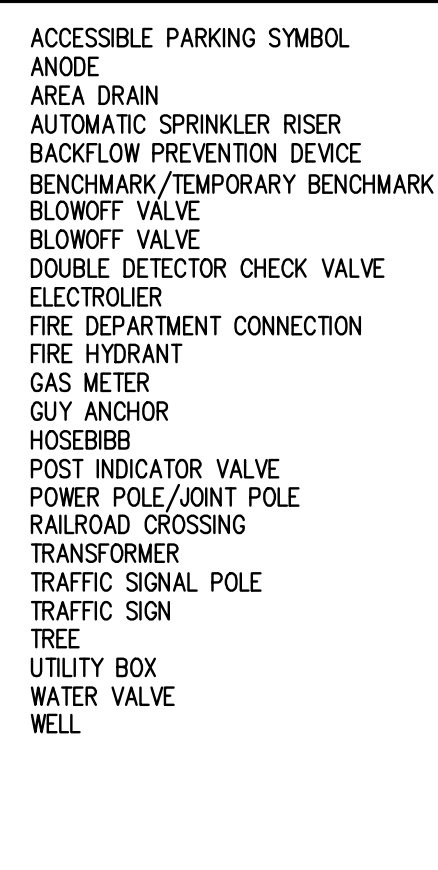 ACCESSIBLE PARKING SYMBOL
ANODE
AREA DRAIN
AUTOMATIC SPRINKLER RISER
BACKFLOW PREVENTION DEVICE
BENCHMARK/TEMPORARY BENCHMARK
BLOWOFF VALVE
BLOWOFF VALVE
DOUBLE DETECTOR CHECK VALVE
ELECTROLIER
FIRE DEPARTMENT CONNECTION
FIRE HYDRANT
GAS METER
GUY ANCHOR
HOSEBIBB
POST INDICATOR VALVE
POWER POLE/JOINT POLE
RAILROAD CROSSING
TRANSFORMER
TRAFFIC SIGNAL POLE
TRAFFIC SIGN
TREE
UTILITY BOX
WATER VALVE
WELL